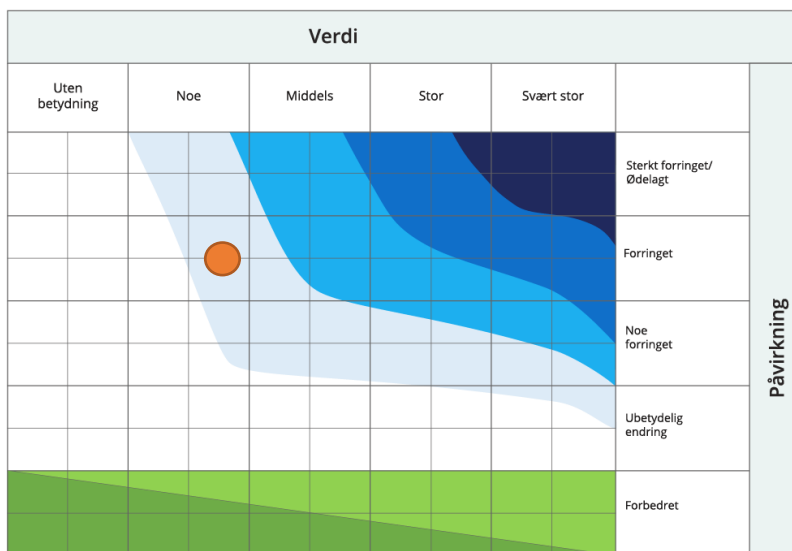 Verdi
Uten
betydning
Noe
Middels
Stor
Svært stor
Sterkt forringet/
Ødelagt
Forringet
Noe
forringet
Ubetydelig
endring
Forbedret
Påvirkning